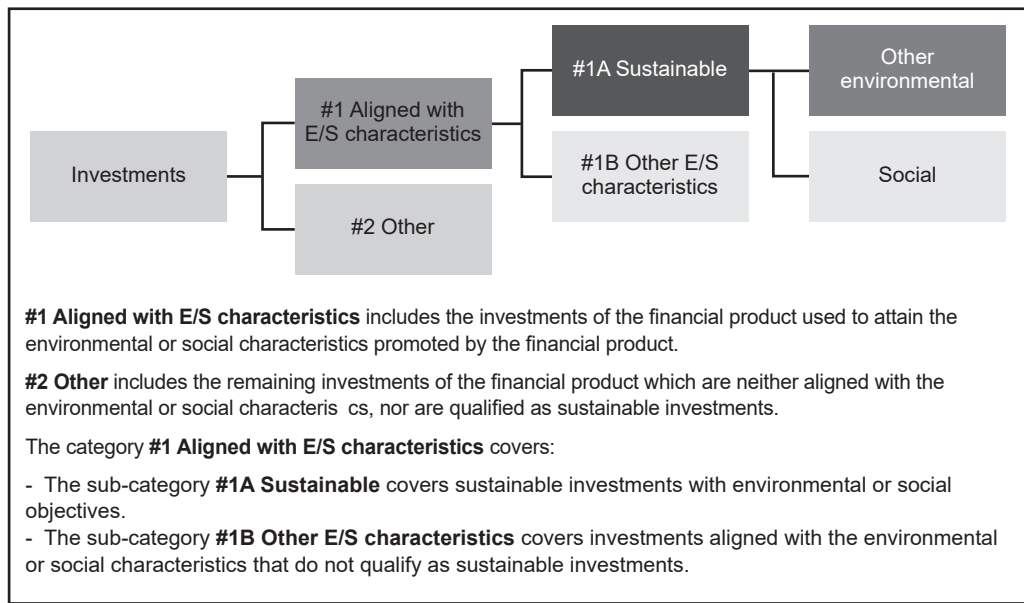 Investments
#1 Aligned with
E/S characteristics
#2 Other
#1A Sustainable
#1B Other E/S
characteristics
Other
environmental
Social
#1 Aligned with E/S characteristics includes the investments of the financial product used to attain the
environmental or social characteristics promoted by the financial product.
#2 Other includes the remaining investments of the financial product which are neither aligned with the
environmental or social characteris cs, nor are qualified as sustainable investments.
The category #1 Aligned with E/S characteristics covers:
- The sub-category #1A Sustainable covers sustainable investments with environmental or social
objectives.
- The sub-category #1B Other E/S characteristics covers investments aligned with the environmental
or social characteristics that do not qualify as sustainable investments.